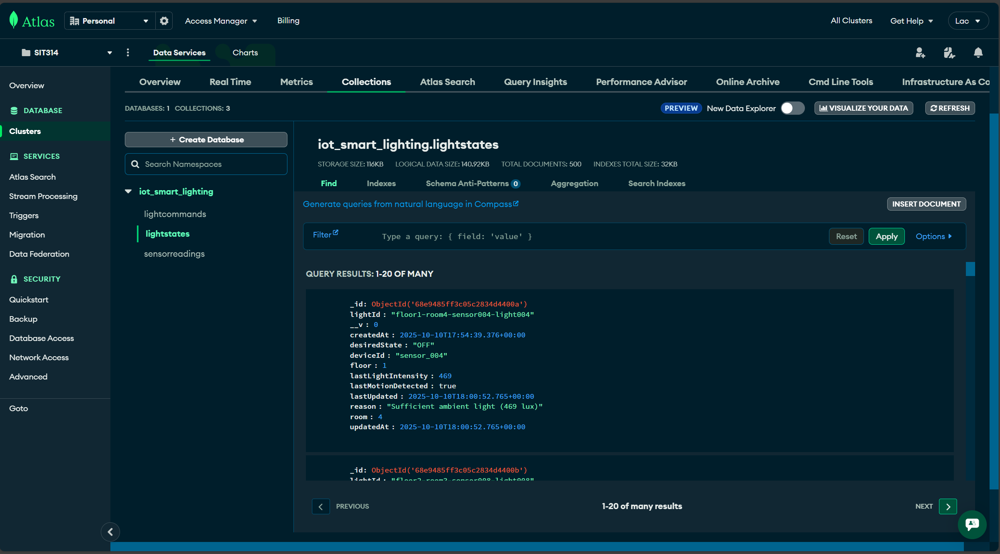 Atlas
Personal
Access Manager
Billing
All Clusters
Get Help
Lac
SIT314
Data Services
Charts
Overview
DATABASE
Clusters
SERVICES
Atlas Search
Stream Processing
Triggers
Migration
Data Federation
SECURITY
Quickstart
Backup
Database Access
Network Access
Advanced
Goto
Overview
Real Time
Metrics
Collections
Atlas Search
Query Insights
Performance Advisor
Online Archive
Cmd Line Tools
Infrastructure As Co
DATABASES: 1 COLLECTIONS: 3
PREVIEW New Data Explorer
VISUALIZE YOUR DATA
REFRESH
+ Create Database
Search Namespaces
iot_smart_lighting
lightcommands
lightstates
sensorreadings
iot_smart_lighting.lightstates
STORAGE SIZE: 116KB LOGICAL DATA SIZE: 140.92KB TOTAL DOCUMENTS: 500 INDEXES TOTAL SIZE: 32KB
Find
Indexes
Schema Anti-Patterns 0
Aggregation
Search Indexes
Generate queries from natural language in Compass
INSERT DOCUMENT
Filter
Type a query: { field: 'value' }
Reset
Apply
Options
QUERY RESULTS: 1-20 OF MANY
_id: ObjectId('68e9485ff3c05c2834d4400a')
lightId : "floor1-room4-sensor004-light004"
__v : 0
createdAt : 2025-10-10T17:54:39.376+00:00
desiredState : "OFF"
deviceId : "sensor_004"
floor : 1
lastLightIntensity : 469
lastMotionDetected : true
lastUpdated : 2025-10-10T18:00:52.765+00:00
reason : "Sufficient ambient light (469 lux)"
room : 4
updatedAt : 2025-10-10T18:00:52.765+00:00
_id: ObjectId('68e9485ff3c05c2834d4400b')
lightId : "floor2-room3-sensor008-light008"
PREVIOUS
1-20 of many results
NEXT